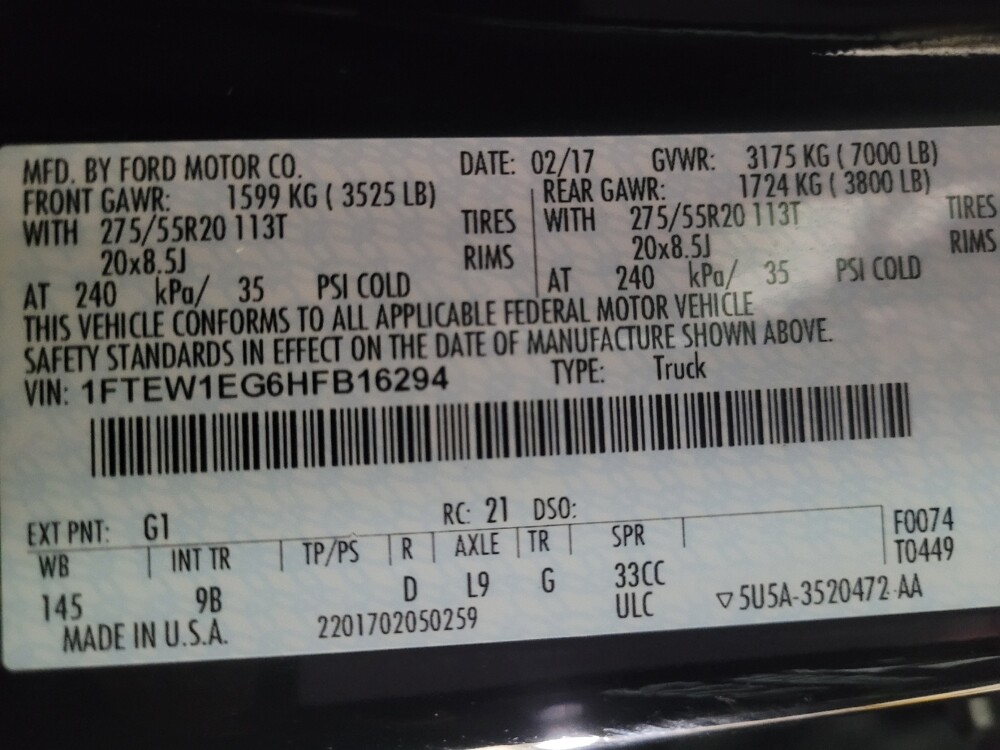 MFD. BY FORD MOTOR CO. DATE: 02/17 GVWR: 3175 KG ( 7000 LB)
FRONT GAWR: 1599 KG ( 3525 LB) REAR GAWR: 1724 KG ( 3800 LB)
WITH 275/55R20 113T TIRES WITH 275/55R20 113T TIRES
20x8.5J RIMS 20x8.5J RIMS
AT 240 kPa/ 35 PSI COLD AT 240 kPa/ 35 PSI COLD
THIS VEHICLE CONFORMS TO ALL APPLICABLE FEDERAL MOTOR VEHICLE
SAFETY STANDARDS IN EFFECT ON THE DATE OF MANUFACTURE SHOWN ABOVE.
VIN: 1FTEW1EG6HFB16294 TYPE: Truck
EXT PNT: G1 RC: 21 DSO:
WB INT TR TP/PS R AXLE TR SPR F0074
T0449
145 9B D L9 G 33CC
ULC ▽5U5A-3520472-AA
MADE IN U.S.A. 2201702050259